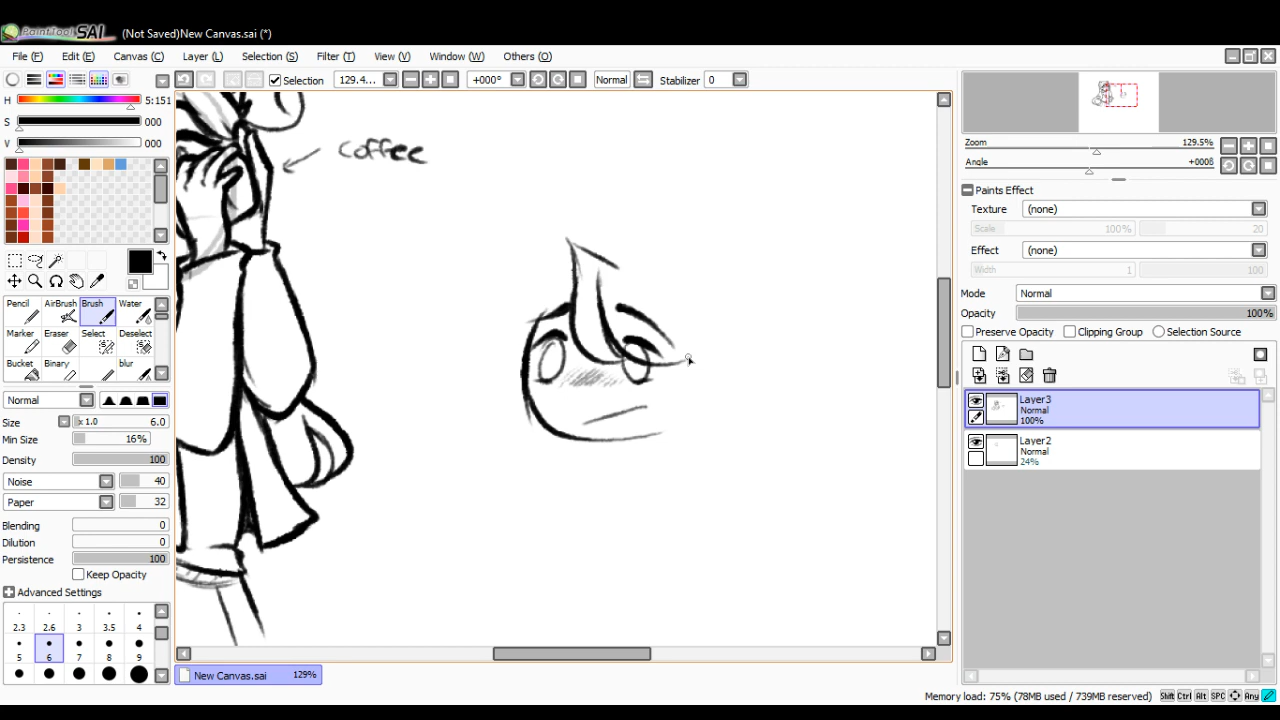 PaintTool SAI (Not Saved)New Canvas.sai (*)
File (F) Edit (E) Canvas (C) Layer (L) Selection (S) Filter (T) View (V) Window (W) Others (O)
Selection 129.4... +000° Normal Stabilizer 0
H 5:151
S 000
V 000
coffee
Zoom 129.5%
Angle +000δ
Paints Effect
Texture (none)
Scale 100% 20
Effect (none)
Width 1 100
Mode Normal
Opacity 100%
Preserve Opacity Clipping Group Selection Source
Layer3
Normal
100%
Layer2
Normal
24%
Pencil AirBrush Brush Water
Marker Eraser Select Deselect
Bucket Binary blur
Normal
Size x 1.0 6.0
Min Size 16%
Density 100
Noise 40
Paper 32
Blending 0
Dilution 0
Persistence 100
Keep Opacity
Advanced Settings
2.3 2.6 3 3.5 4
5 6 7 8 9
New Canvas.sai 129%
Memory load: 75% (78MB used / 739MB reserved) Shift Ctrl Alt SPC Any